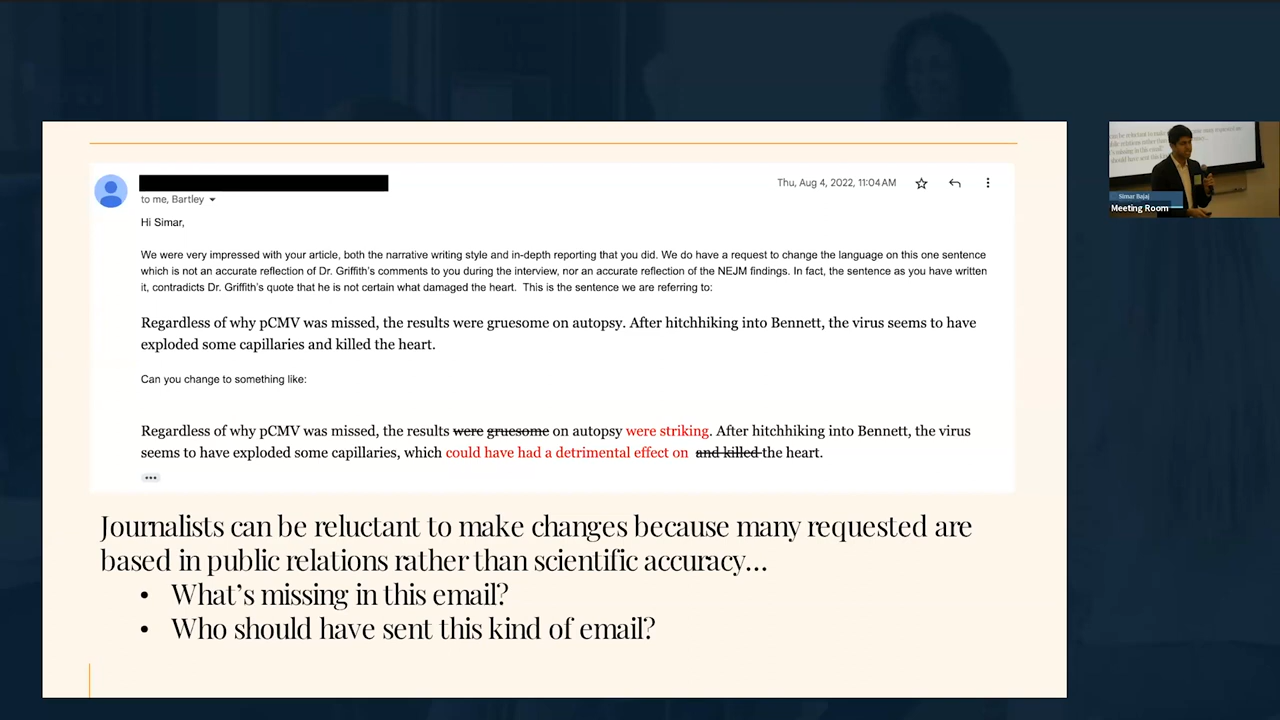 Thu, Aug 4, 2022, 11:04 AM
to me, Bartley
Hi Simar,
We were very impressed with your article, both the narrative writing style and in-depth reporting that you did. We do have a request to change the language on this one sentence
which is not an accurate reflection of Dr. Griffith's comments to you during the interview, nor an accurate reflection of the NEJM findings. In fact, the sentence as you have written
it, contradicts Dr. Griffith's quote that he is not certain what damaged the heart. This is the sentence we are referring to:
Regardless of why pCMV was missed, the results were gruesome on autopsy. After hitchhiking into Bennett, the virus seems to have
exploded some capillaries and killed the heart.
Can you change to something like:
Regardless of why pCMV was missed, the results were gruesome on autopsy were striking. After hitchhiking into Bennett, the virus
seems to have exploded some capillaries, which could have had a detrimental effect on and killed the heart.
Journalists can be reluctant to make changes because many requested are
based in public relations rather than scientific accuracy...
• What's missing in this email?
• Who should have sent this kind of email?
Simar Bajaj
Meeting Room